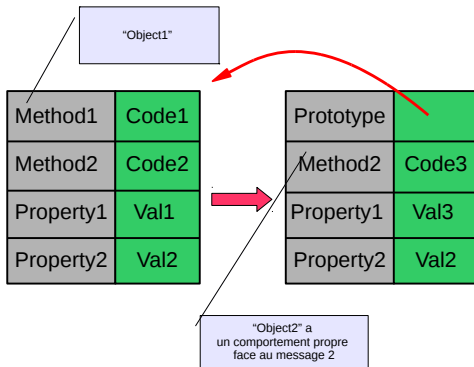 “Object1”
Method1 Code1
Method2 Code2
Property1 Val1
Property2 Val2
Prototype
Method2 Code3
Property1 Val3
Property2 Val2
“Object2” a
un comportement propre
face au message 2